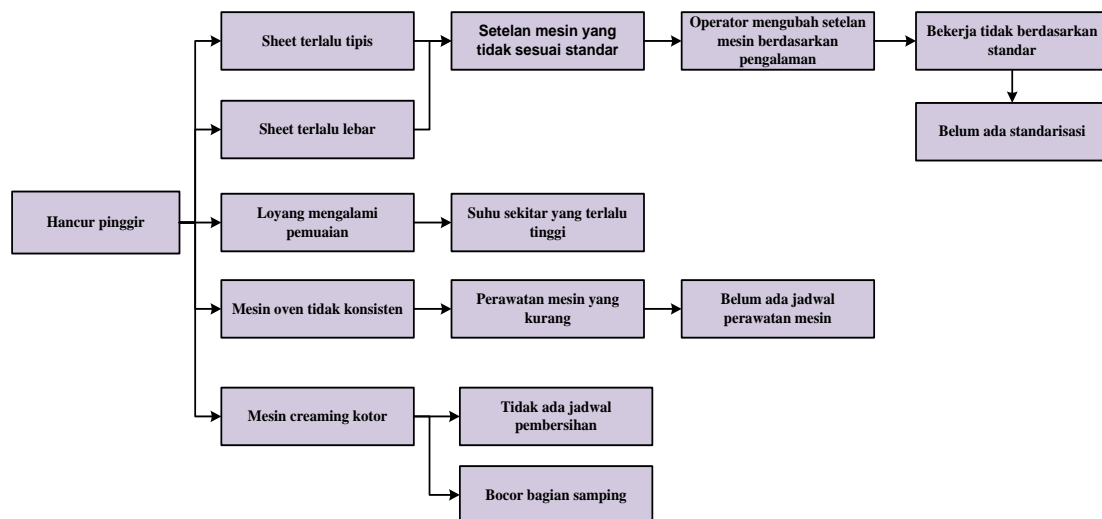 Sheet terlalu tipis
Setelan mesin yang
tidak sesuai standar
Operator mengubah setelan
mesin berdasarkan
pengalaman
Bekerja tidak berdasarkan
standar
Sheet terlalu lebar
Belum ada standarisasi
Hancur pinggir
Loyang mengalami
pemuaian
Suhu sekitar yang terlalu
tinggi
Mesin oven tidak konsisten
Perawatan mesin yang
kurang
Belum ada jadwal
perawatan mesin
Mesin creaming kotor
Tidak ada jadwal
pembersihan
Bocor bagian samping